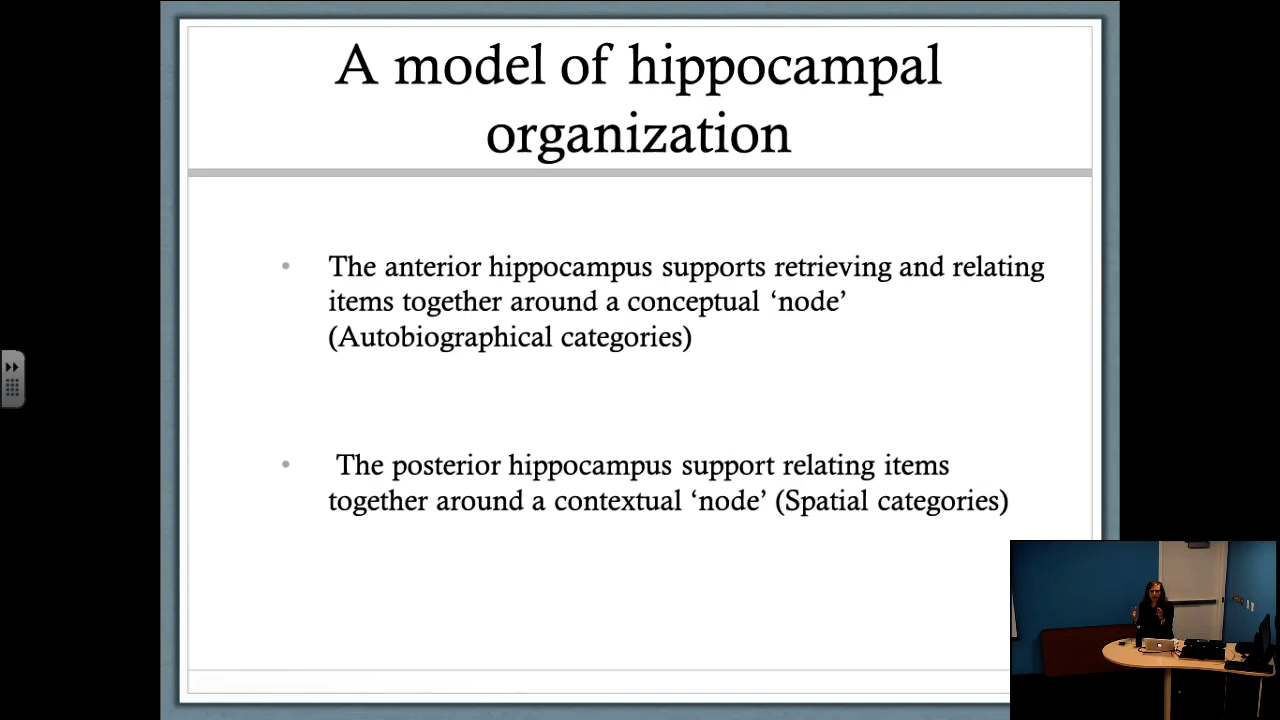 A model of hippocampal
organization
• The anterior hippocampus supports retrieving and relating
items together around a conceptual ‘node’
(Autobiographical categories)
• The posterior hippocampus support relating items
together around a contextual ‘node’ (Spatial categories)